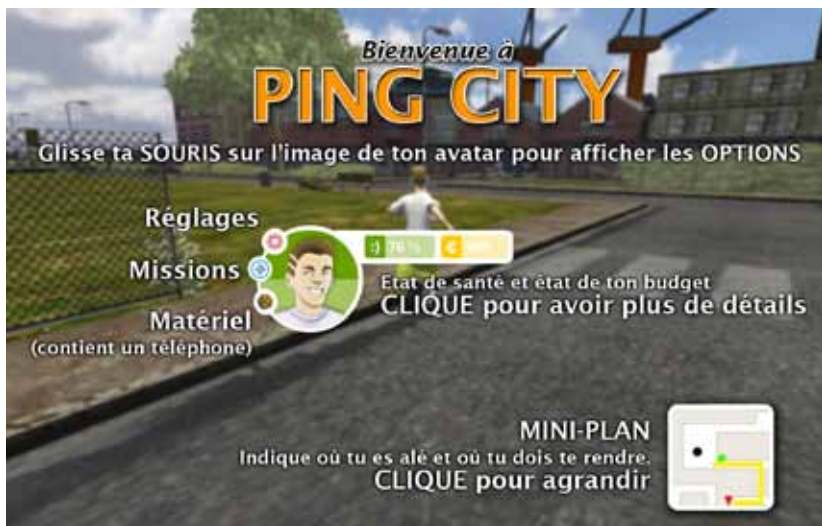 Bienvenue à
PING CITY
Glisse ta SOURIS sur l'image de ton avatar pour afficher les OPTIONS
Réglages
Missions
Matériel
(contient un téléphone)
:) 76%
€
Etat de santé et état de ton budget
CLIQUE pour avoir plus de détails
MINI-PLAN
Indique où tu es alé et où tu dois te rendre.
CLIQUE pour agrandir